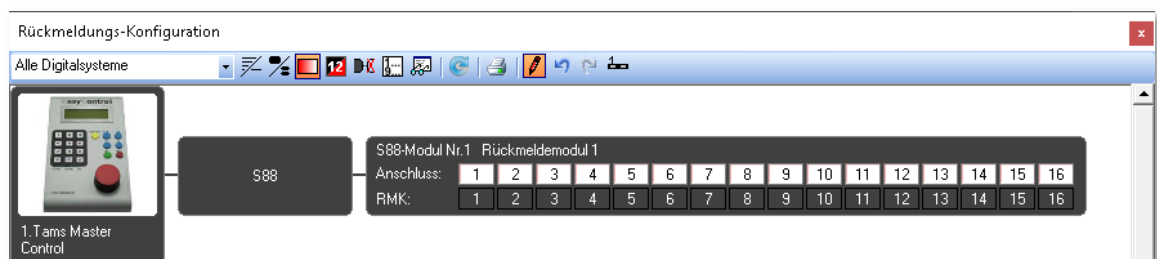 Rückmeldungs-Konfiguration
x
Alle Digitalsysteme
12
easy control
S88
S88-Modul Nr.1 Rückmeldemodul 1
Anschluss: 1 2 3 4 5 6 7 8 9 10 11 12 13 14 15 16
RMK: 1 2 3 4 5 6 7 8 9 10 11 12 13 14 15 16
1.Tams Master
Control